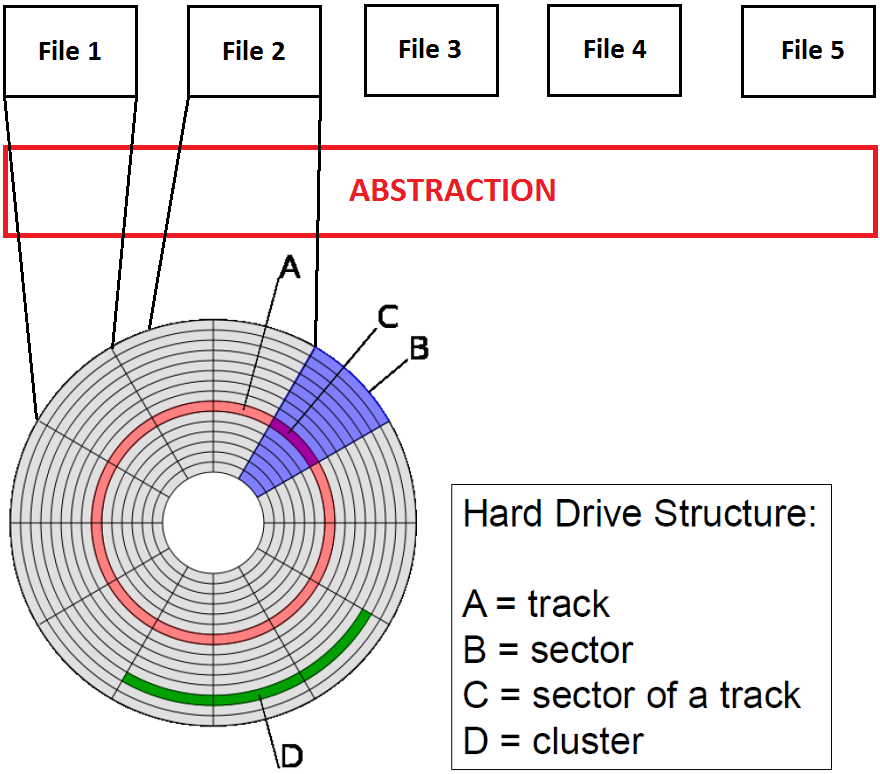 File 1
File 2
File 3
File 4
File 5
ABSTRACTION
A
C
B
D
Hard Drive Structure:
A = track
B = sector
C = sector of a track
D = cluster